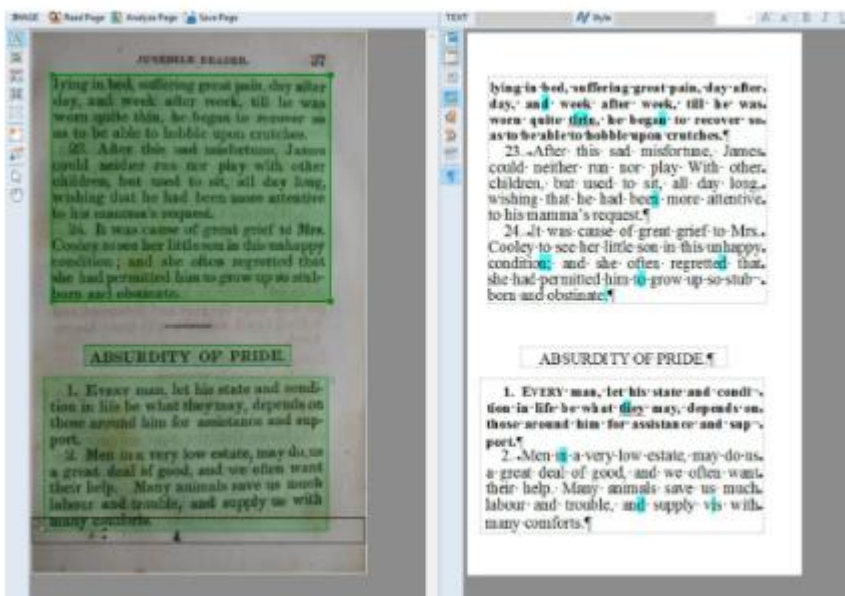 IMAGE Read Page Analyze Page Save Page
JUVENILE READER. 37
lying in bed, suffering great pain, day after
day, and week after week, till he was
worn quite thin, he began to recover so
as to be able to hobble upon crutches.
23. After this sad misfortune, James
could neither run nor play with other
children, but used to sit, all day long,
wishing that he had been more attentive
to his mamma's request.
24. It was cause of great grief to Mrs.
Cooley to see her little son in this unhappy
condition; and she often regretted that
she had permitted him to grow up so stub-
born and obstinate.
ABSURDITY OF PRIDE.
1. EVERY man, let his state and condi-
tion in life be what they may, depends on
those around him for assistance and sup-
port.
2. Men in a very low estate, may do us
a great deal of good, and we often want
their help. Many animals save us much
labour and trouble, and supply us with
many comforts.
4
TEXT Style
lying in bed, suffering great pain, day after
day, and week after week, till he was
worn quite thin, he began to recover so
as to be able to hobble upon crutches.¶
23. After this sad misfortune, James
could neither run nor play With other
children, but used to sit, all day long,
wishing that he had been more attentive
to his mamma's request.¶
24. It was cause of great grief to Mrs.
Cooley to see her little son in this unhappy
condition; and she often regretted that
she had permitted him to grow up so stub¬
born and obstinate.¶
ABSURDITY OF PRIDE.¶
1. EVERY man, let his state and condi¬
tion in life be what they may, depends on
those around him for assistance and sup¬
port.¶
2. Men in a very low estate, may do us
a great deal of good, and we often want
their help. Many animals save us much
labour and trouble, and supply vis with
many comforts.¶